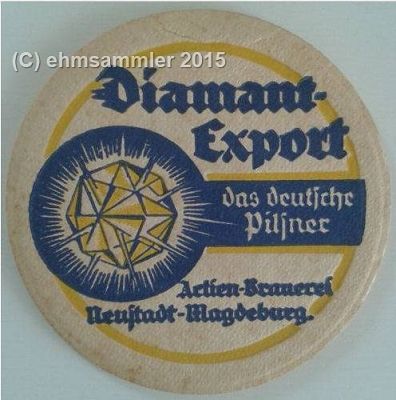 (C) ehmsammler 2015
Diamant-
Export
das deutsche
Pilsner
Actien-Brauerei
Neustadt-Magdeburg.